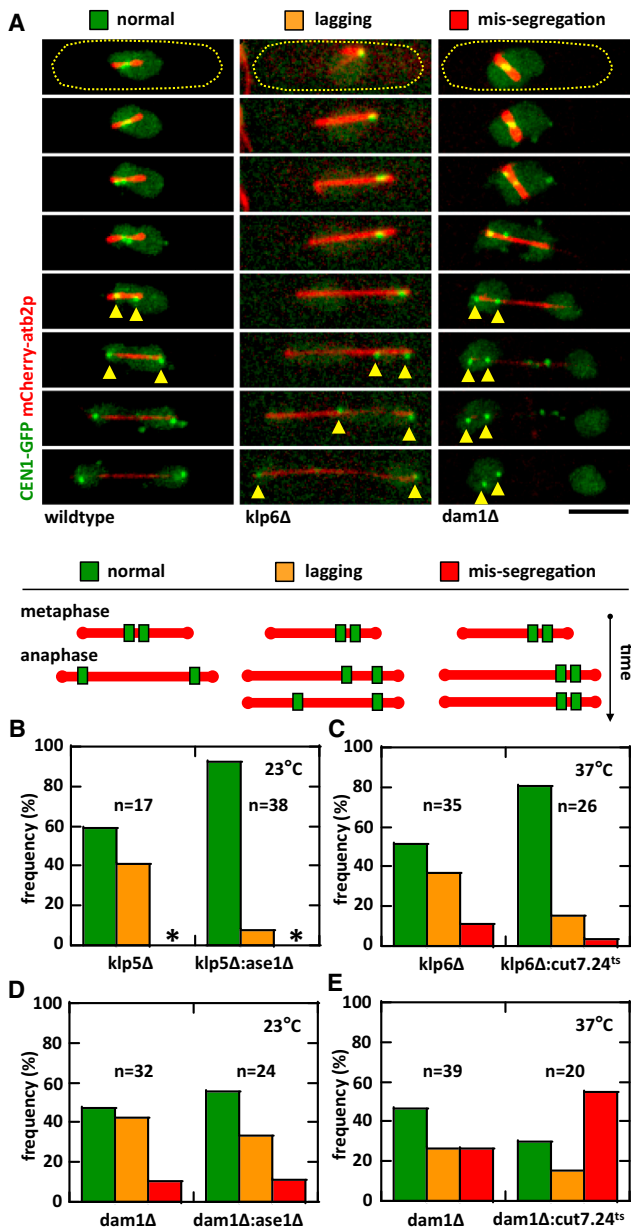 normal lagging mis-segregation
A
CEN1-GFP mCherry-atb2p
wildtype klp6Δ dam1Δ
normal lagging mis-segregation
metaphase
anaphase
time
B
frequency (%)
100
80
60
40
20
0
23°C
n=17 n=38
* *
klp5Δ klp5Δ:ase1Δ
C
frequency (%)
100
80
60
40
20
0
37°C
n=35 n=26
klp6Δ klp6Δ:cut7.24ts
D
frequency (%)
100
80
60
40
20
0
23°C
n=32 n=24
dam1Δ dam1Δ:ase1Δ
E
frequency (%)
100
80
60
40
20
0
37°C
n=39 n=20
dam1Δ dam1Δ:cut7.24ts